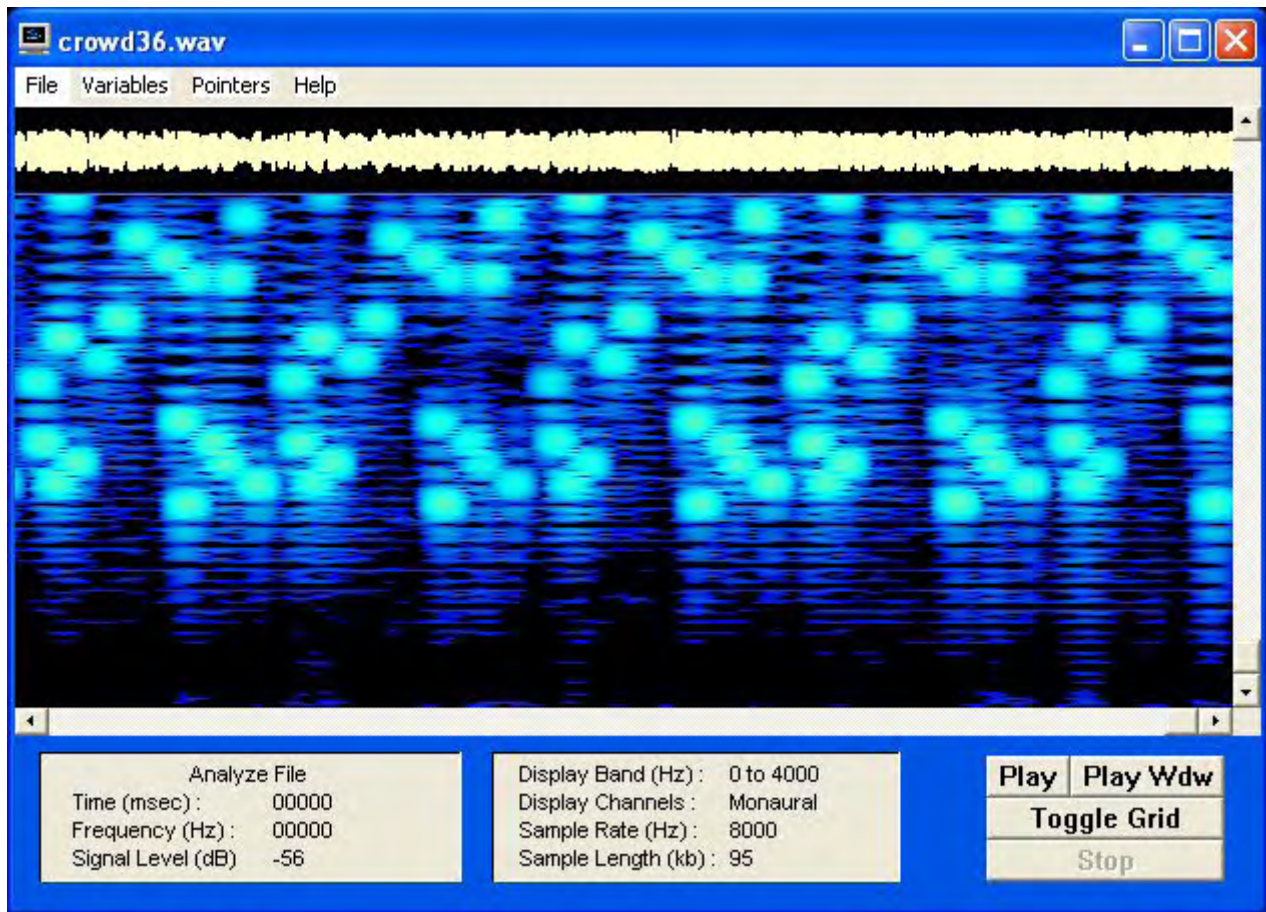 crowd36.wav
File Variables Pointers Help
Analyze File
Time (msec) : 00000
Frequency (Hz) : 00000
Signal Level (dB) -56
Display Band (Hz) : 0 to 4000
Display Channels : Monaural
Sample Rate (Hz) : 8000
Sample Length (kb) : 95
Play Play Wdw
Toggle Grid
Stop